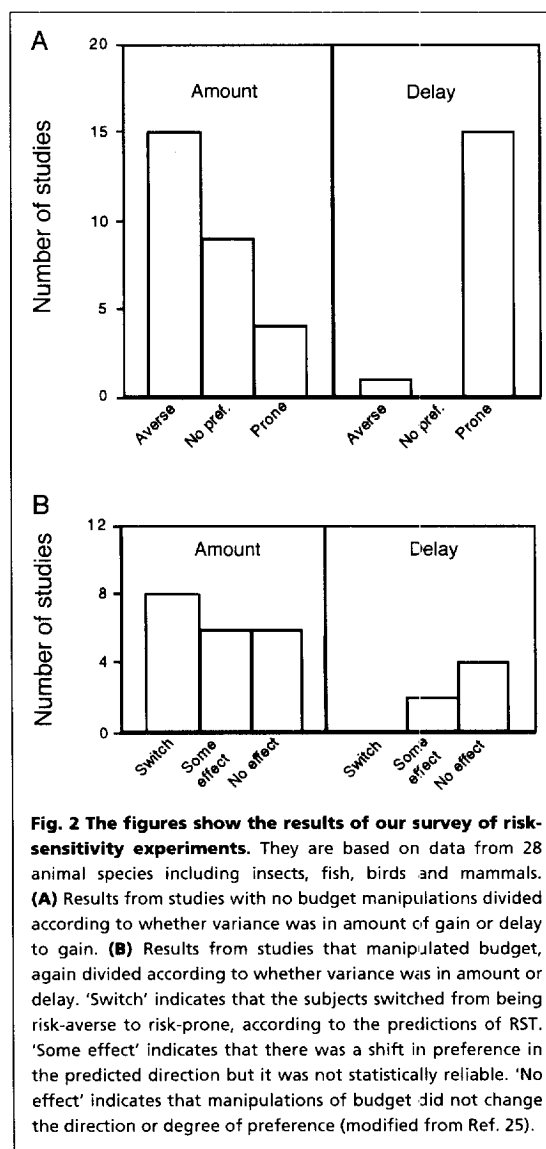 A
20
15
10
5
0
Number of studies
Amount
Delay
Averse
No pref.
Prone
Averse
No pref.
Prone
B
12
8
4
0
Number of studies
Amount
Delay
Switch
Some effect
No effect
Switch
Some effect
No effect
Fig. 2 The figures show the results of our survey of risk-
sensitivity experiments. They are based on data from 28
animal species including insects, fish, birds and mammals.
(A) Results from studies with no budget manipulations divided
according to whether variance was in amount of gain or delay
to gain. (B) Results from studies that manipulated budget,
again divided according to whether variance was in amount or
delay. ‘Switch’ indicates that the subjects switched from being
risk-averse to risk-prone, according to the predictions of RST.
‘Some effect’ indicates that there was a shift in preference in
the predicted direction but it was not statistically reliable. ‘No
effect’ indicates that manipulations of budget did not change
the direction or degree of preference (modified from Ref. 25).